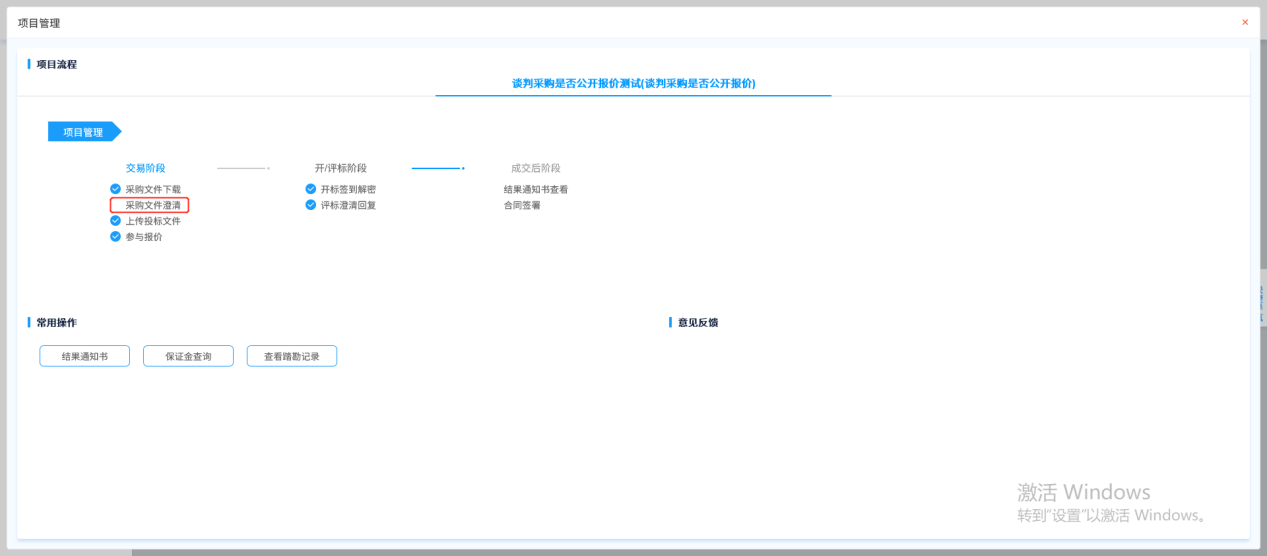 项目管理
项目流程
谈判采购是否公开报价测试(谈判采购是否公开报价)
项目管理
交易阶段
采购文件下载
采购文件澄清
上传投标文件
参与报价
开/评标阶段
开标签到解密
评标澄清回复
成交后阶段
结果通知书查看
合同签署
常用操作
结果通知书
保证金查询
查看踏勘记录
意见反馈
激活 Windows
转到“设置”以激活 Windows。